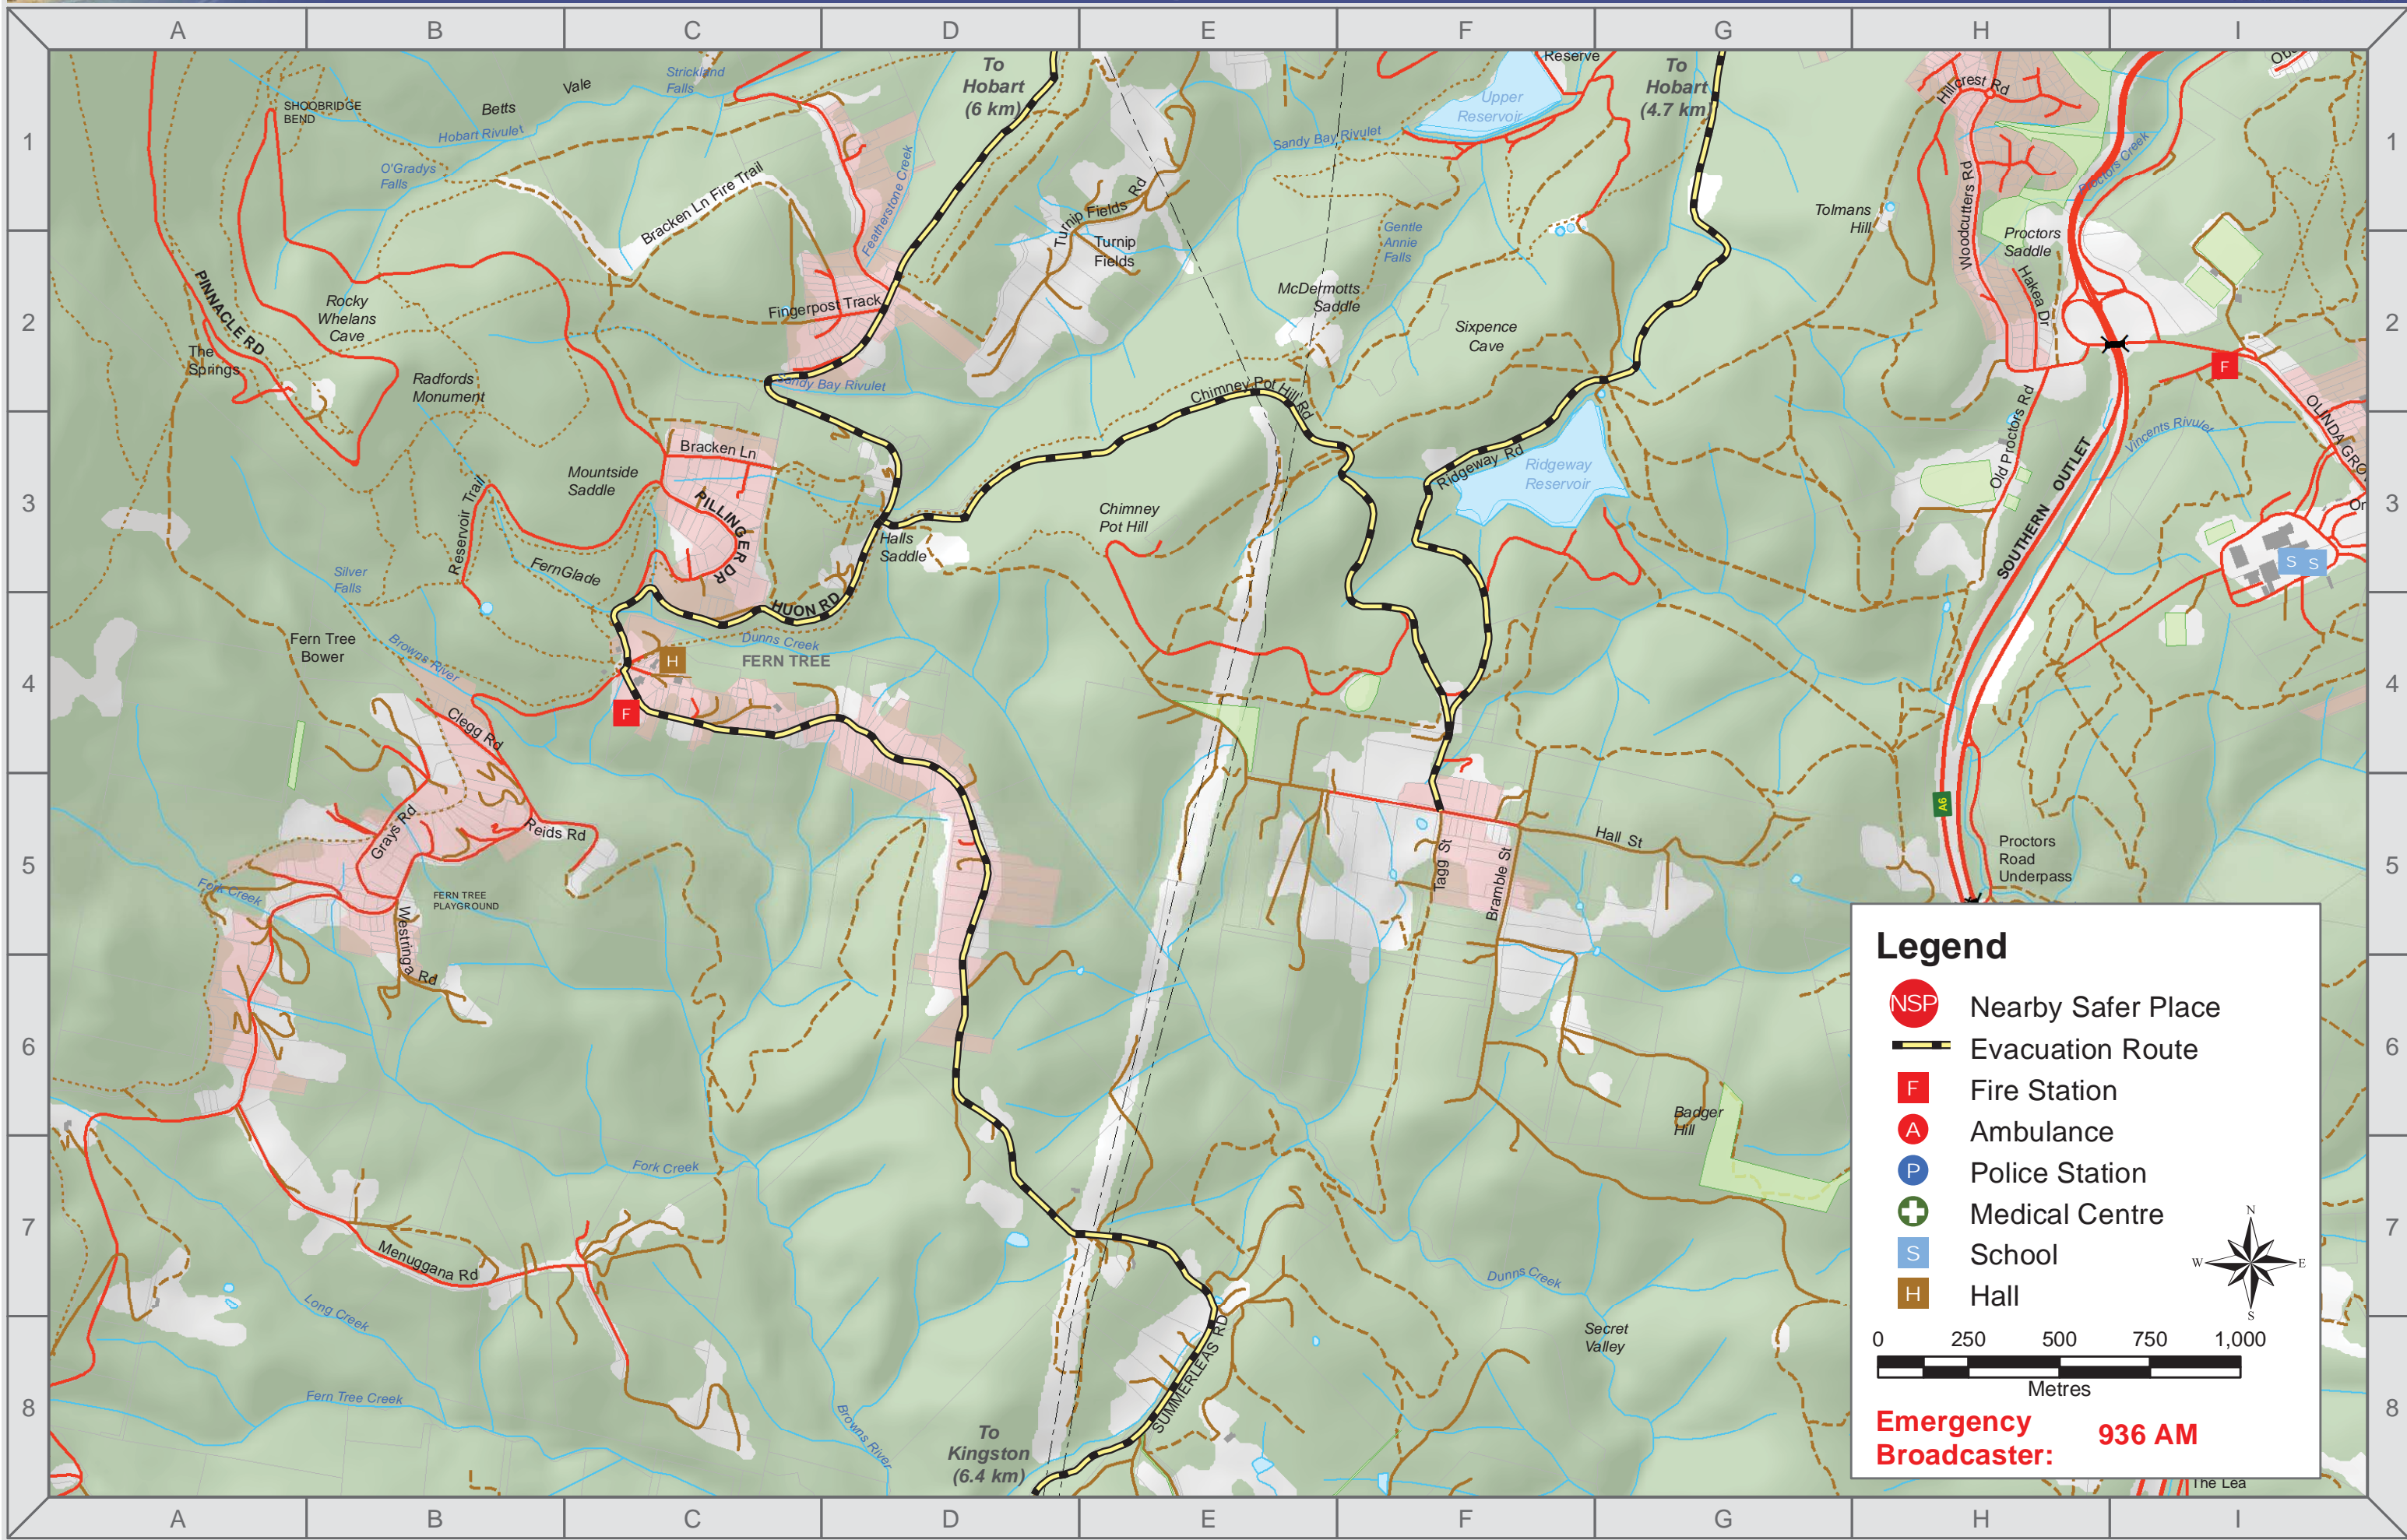 A B C D E F G H I
1
2
3
4
5
6
7
8
To
Hobart
(6 km)
To
Hobart
(4.7 km)
Reserve
Upper
Reservoir
Strickland
Falls
Vale
Betts
SHOOBRIDGE
BEND
Hobart Rivulet
O'Gradys
Falls
Bracken Ln Fire Trail
Featherstone Creek
Turnip Fields Rd
Turnip
Fields
Sandy Bay Rivulet
Gentle
Annie
Falls
Hillcrest Rd
Woodcutters Rd
Proctors Creek
Tolmans
Hill
Proctors
Saddle
Hakea Dr
PINNACLE RD
Rocky
Whelans
Cave
The
Springs
Radfords
Monument
Fingerpost Track
Sandy Bay Rivulet
McDermotts
Saddle
Sixpence
Cave
Chimney Pot Hill Rd
F
OLINDA GRO
Old Proctors Rd
Vincents Rivulet
SOUTHERN OUTLET
Bracken Ln
Mountside
Saddle
PILLINGER DR
Reservoir Trail
FernGlade
Silver
Falls
Halls
Saddle
HUON RD
Chimney
Pot Hill
Ridgeway Rd
Ridgeway
Reservoir
S S
Fern Tree
Bower
Browns River
Dunns Creek
H
FERN TREE
F
Clegg Rd
Grays Rd
Reids Rd
Fork Creek
FERN TREE
PLAYGROUND
Westringa Rd
Hall St
Tagg St
Bramble St
A6
Proctors
Road
Underpass
Badger
Hill
Fork Creek
Menuggana Rd
Long Creek
Fern Tree Creek
Browns River
Dunns Creek
Secret
Valley
SUMMERLEAS RD
To
Kingston
(6.4 km)
Legend
NSP Nearby Safer Place
Evacuation Route
F Fire Station
A Ambulance
P Police Station
Medical Centre
S School
H Hall
N
W E
S
0 250 500 750 1,000
Metres
Emergency
Broadcaster: 936 AM
The Lea
A B C D E F G H I
1
2
3
4
5
6
7
8